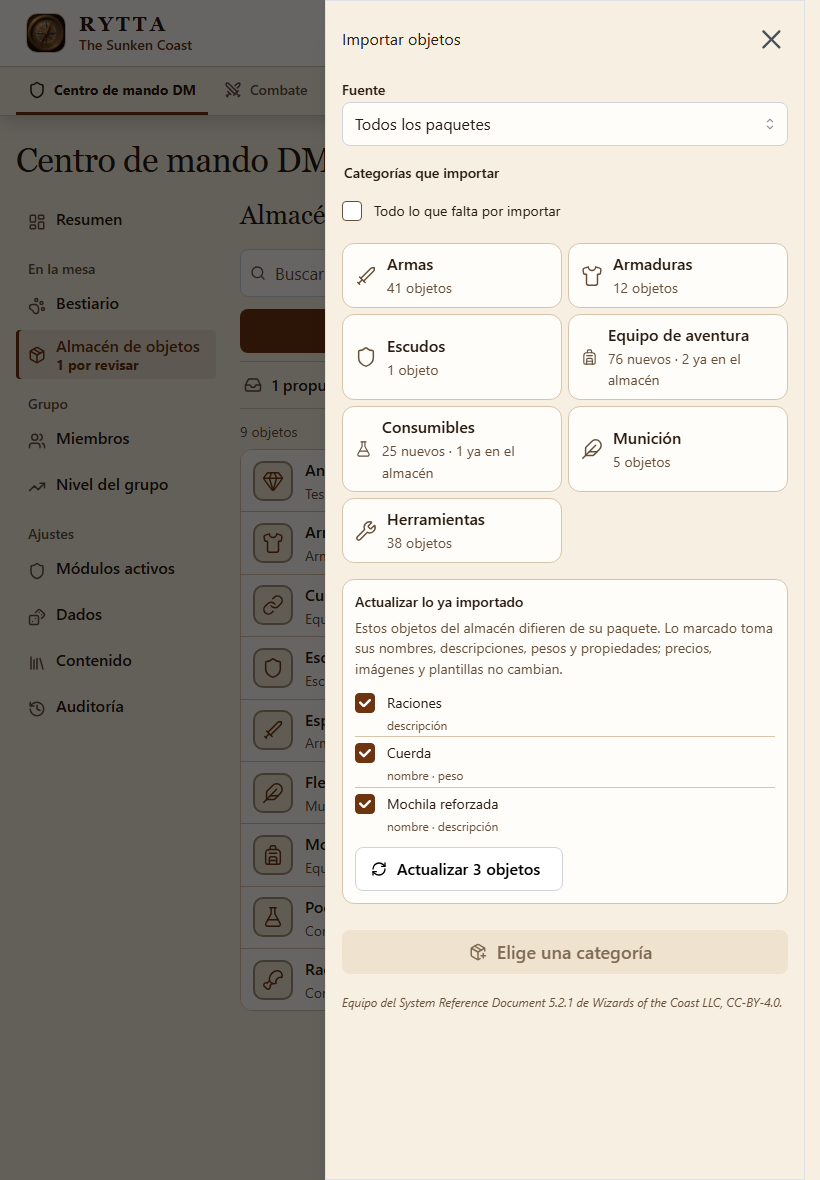 RYTTA
The Sunken Coast
Centro de mando DM
Combate
Centro de mando DM
Resumen
En la mesa
Bestiario
Almacén de objetos
1 por revisar
Grupo
Miembros
Nivel del grupo
Ajustes
Módulos activos
Dados
Contenido
Auditoría
Buscar
9 objetos
Importar objetos
Fuente
Todos los paquetes
Categorías que importar
Todo lo que falta por importar
Armas
41 objetos
Armaduras
12 objetos
Escudos
1 objeto
Equipo de aventura
76 nuevos · 2 ya en el
almacén
Consumibles
25 nuevos · 1 ya en el
almacén
Munición
5 objetos
Herramientas
38 objetos
Actualizar lo ya importado
Estos objetos del almacén difieren de su paquete. Lo marcado toma
sus nombres, descripciones, pesos y propiedades; precios,
imágenes y plantillas no cambian.
Raciones
descripción
Cuerda
nombre · peso
Mochila reforzada
nombre · descripción
Actualizar 3 objetos
Elige una categoría
Equipo del System Reference Document 5.2.1 de Wizards of the Coast LLC, CC-BY-4.0.